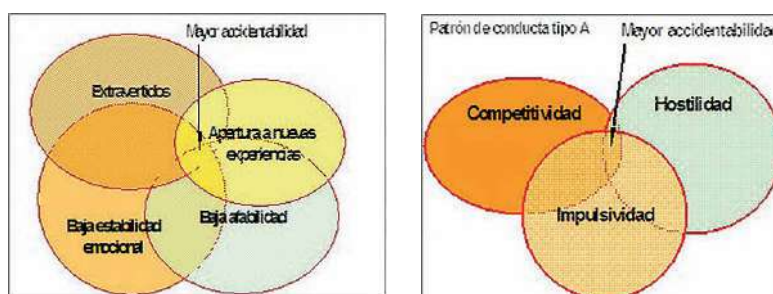 Mayor accidentabilidad
Extravertidos
Apertura a nuevas
experiencias
Baja estabilidad
emocional
Baja afabilidad
Patrón de conducta tipo A
Mayor accidentabilidad
Competitividad
Hostilidad
Impulsividad